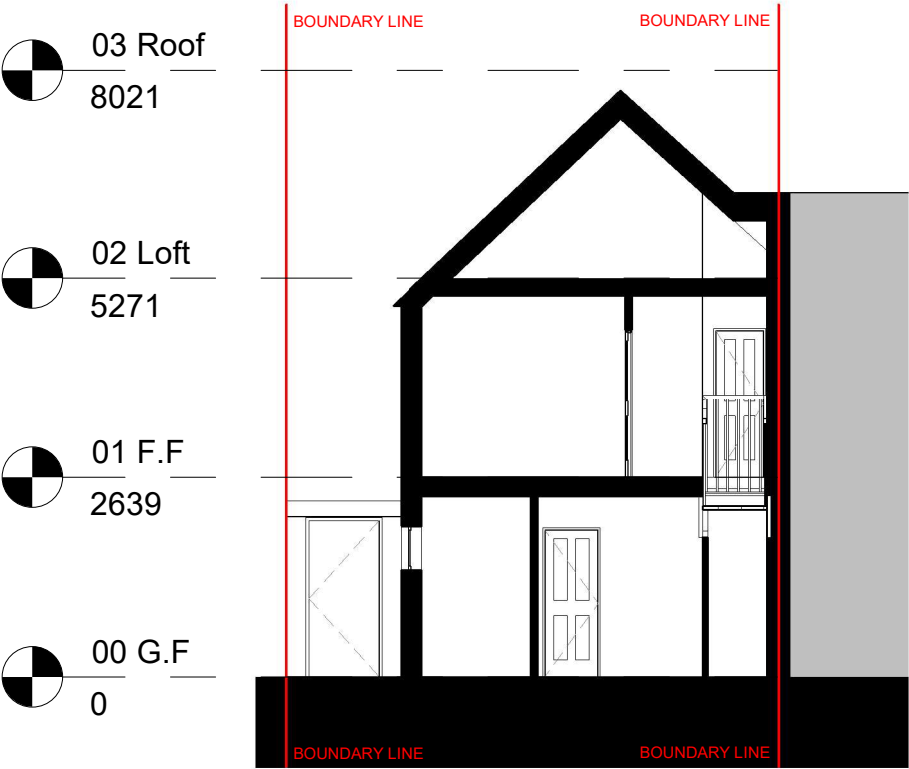 BOUNDARY LINE
BOUNDARY LINE
03 Roof
8021
02 Loft
5271
01 F.F
2639
00 G.F
0
BOUNDARY LINE
BOUNDARY LINE